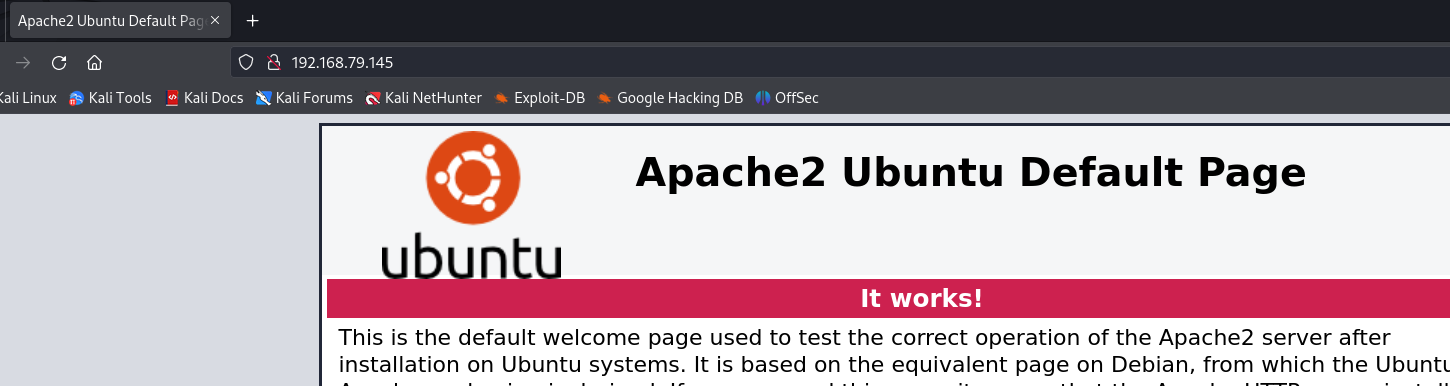 Apache2 Ubuntu Default Pag
192.168.79.145
Kali Linux Kali Tools Kali Docs Kali Forums Kali NetHunter Exploit-DB Google Hacking DB OffSec
ubuntu
Apache2 Ubuntu Default Page
It works!
This is the default welcome page used to test the correct operation of the Apache2 server after
installation on Ubuntu systems. It is based on the equivalent page on Debian, from which the Ubuntu